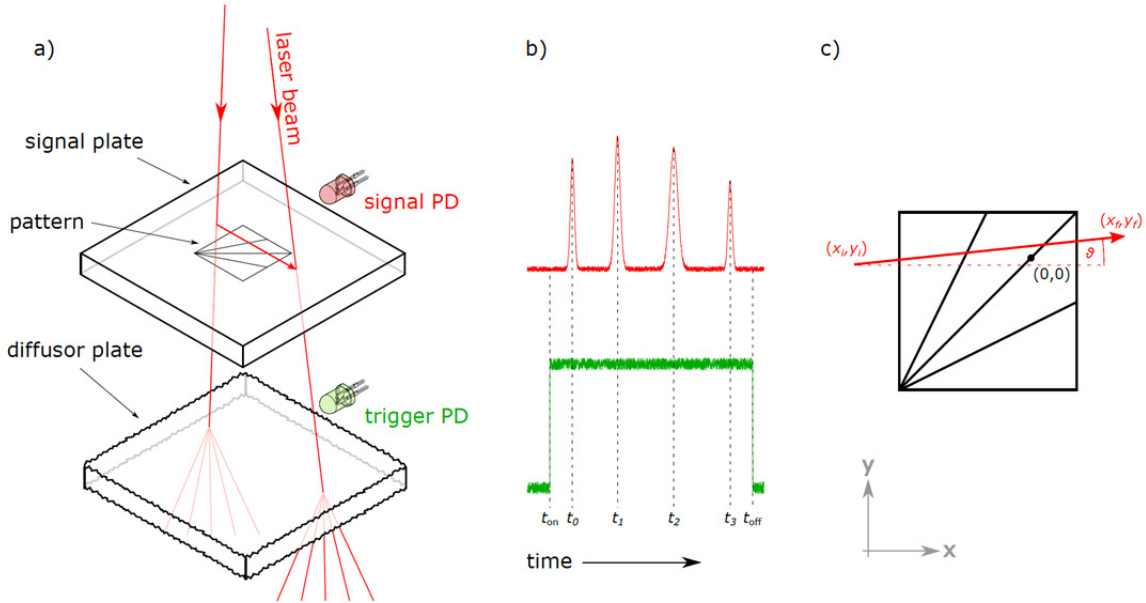 a)
laser beam
signal plate
signal PD
pattern
diffusor plate
trigger PD
b)
t_on t_0 t_1 t_2 t_3 t_off
time
c)
(x_i,y_i)
(x_f,y_f)
ϑ
(0,0)
y
x